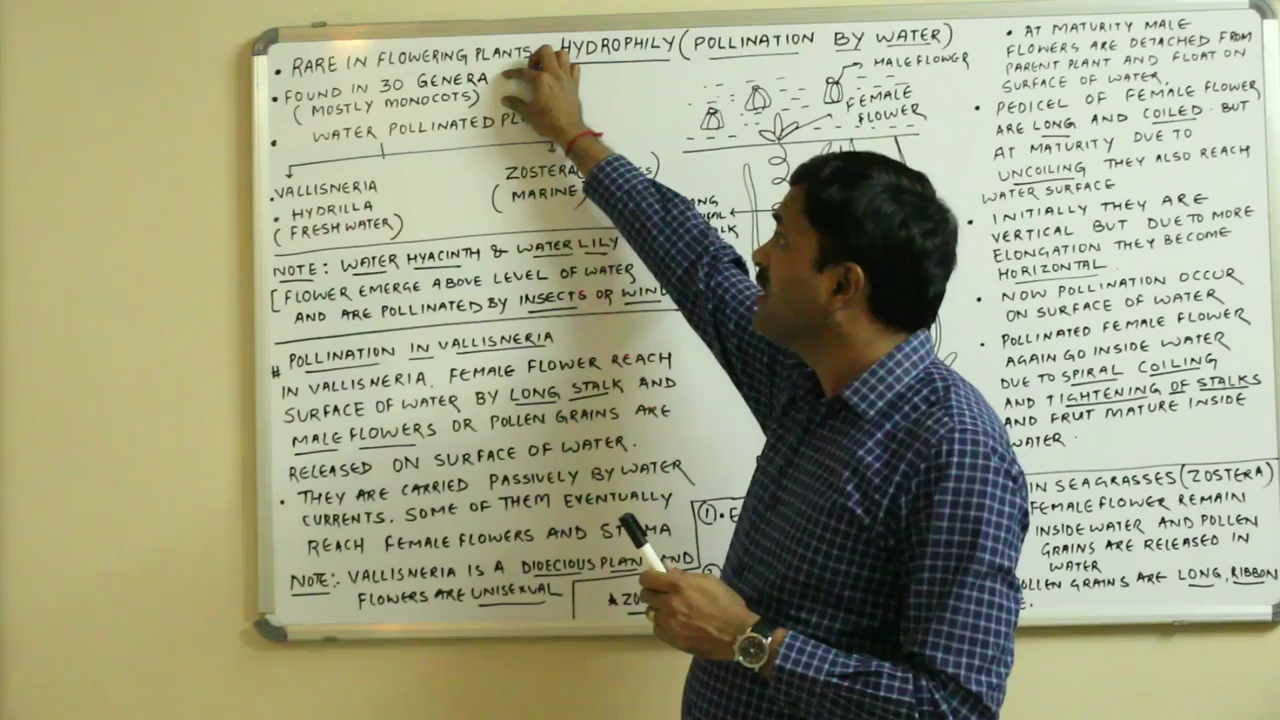 HYDROPHILY (POLLINATION BY WATER)
• RARE IN FLOWERING PLANTS
• FOUND IN 30 GENERA
(MOSTLY MONOCOTS)
• WATER POLLINATED
• VALLISNERIA
• HYDRILLA
(FRESH WATER)
ZOSTERA
(MARINE
NOTE: WATER HYACINTH & WATER LILY
[FLOWER EMERGE ABOVE LEVEL OF WATER
AND ARE POLLINATED BY INSECTS OR WIND
# POLLINATION IN VALLISNERIA
IN VALLISNERIA, FEMALE FLOWER REACH
SURFACE OF WATER BY LONG STALK AND
MALE FLOWERS OR POLLEN GRAINS ARE
RELEASED ON SURFACE OF WATER.
• THEY ARE CARRIED PASSIVELY BY WATER
CURRENTS. SOME OF THEM EVENTUALLY
REACH FEMALE FLOWERS AND
NOTE:- VALLISNERIA IS A DIOECIOUS PLANT AND
FLOWERS ARE UNISEXUAL
MALE FLOWER
FEMALE
FLOWER
①
• AT MATURITY MALE
FLOWERS ARE DETACHED FROM
PARENT PLANT AND FLOAT ON
SURFACE OF WATER.
• PEDICEL OF FEMALE FLOWER
ARE LONG AND COILED. BUT
AT MATURITY DUE TO
UNCOILING THEY ALSO REACH
WATER SURFACE
• INITIALLY THEY ARE
VERTICAL BUT DUE TO MORE
ELONGATION THEY BECOME
HORIZONTAL.
• NOW POLLINATION OCCUR
ON SURFACE OF WATER
• POLLINATED FEMALE FLOWER
AGAIN GO INSIDE WATER
DUE TO SPIRAL COILING
AND TIGHTENING OF STALKS
AND FRUIT MATURE INSIDE
WATER.
IN SEAGRASSES (ZOSTERA)
FEMALE FLOWER REMAIN
INSIDE WATER AND POLLEN
GRAINS ARE RELEASED IN
WATER
POLLEN GRAINS ARE LONG, RIBBON